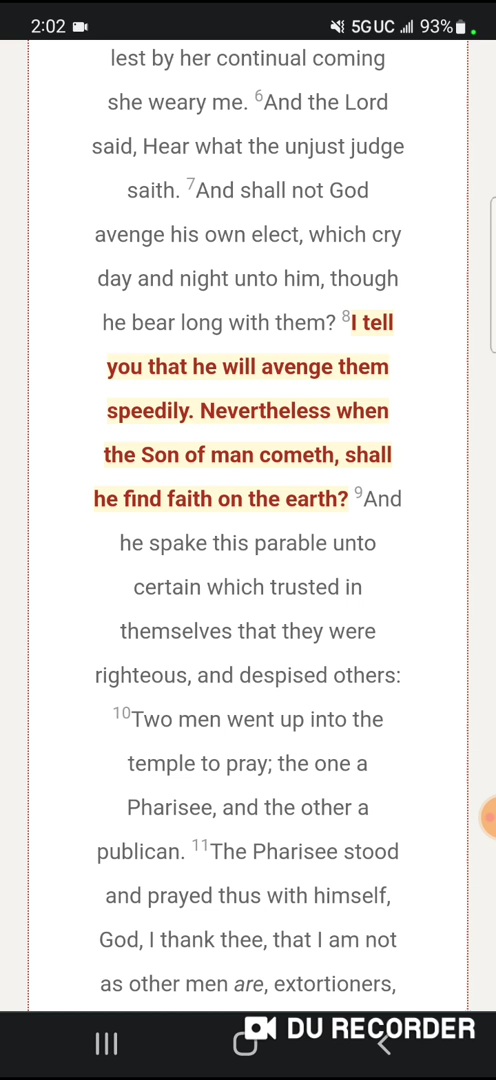 2:02 5GUC 93%
lest by her continual coming
she weary me. 6And the Lord
said, Hear what the unjust judge
saith. 7And shall not God
avenge his own elect, which cry
day and night unto him, though
he bear long with them? 8I tell
you that he will avenge them
speedily. Nevertheless when
the Son of man cometh, shall
he find faith on the earth? 9And
he spake this parable unto
certain which trusted in
themselves that they were
righteous, and despised others:
10Two men went up into the
temple to pray; the one a
Pharisee, and the other a
publican. 11The Pharisee stood
and prayed thus with himself,
God, I thank thee, that I am not
as other men are, extortioners,
DU RECORDER